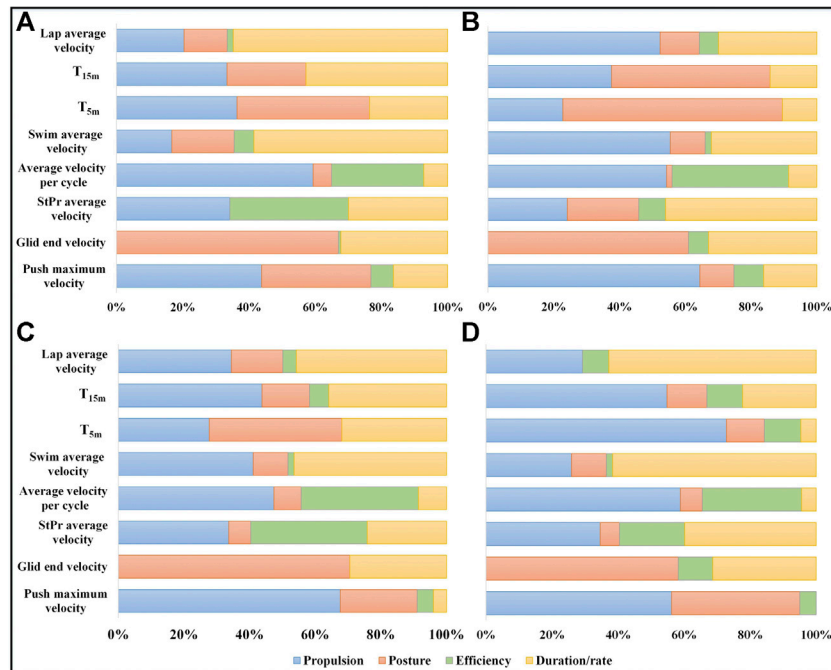 A
B
Lap average
velocity
T15m
T5m
Swim average
velocity
Average velocity
per cycle
StPr average
velocity
Glid end velocity
Push maximum
velocity
0% 20% 40% 60% 80% 100%
0% 20% 40% 60% 80% 100%
C
D
Lap average
velocity
T15m
T5m
Swim average
velocity
Average velocity
per cycle
StPr average
velocity
Glid end velocity
Push maximum
velocity
0% 20% 40% 60% 80% 100%
0% 20% 40% 60% 80% 100%
Propulsion Posture Efficiency Duration/rate